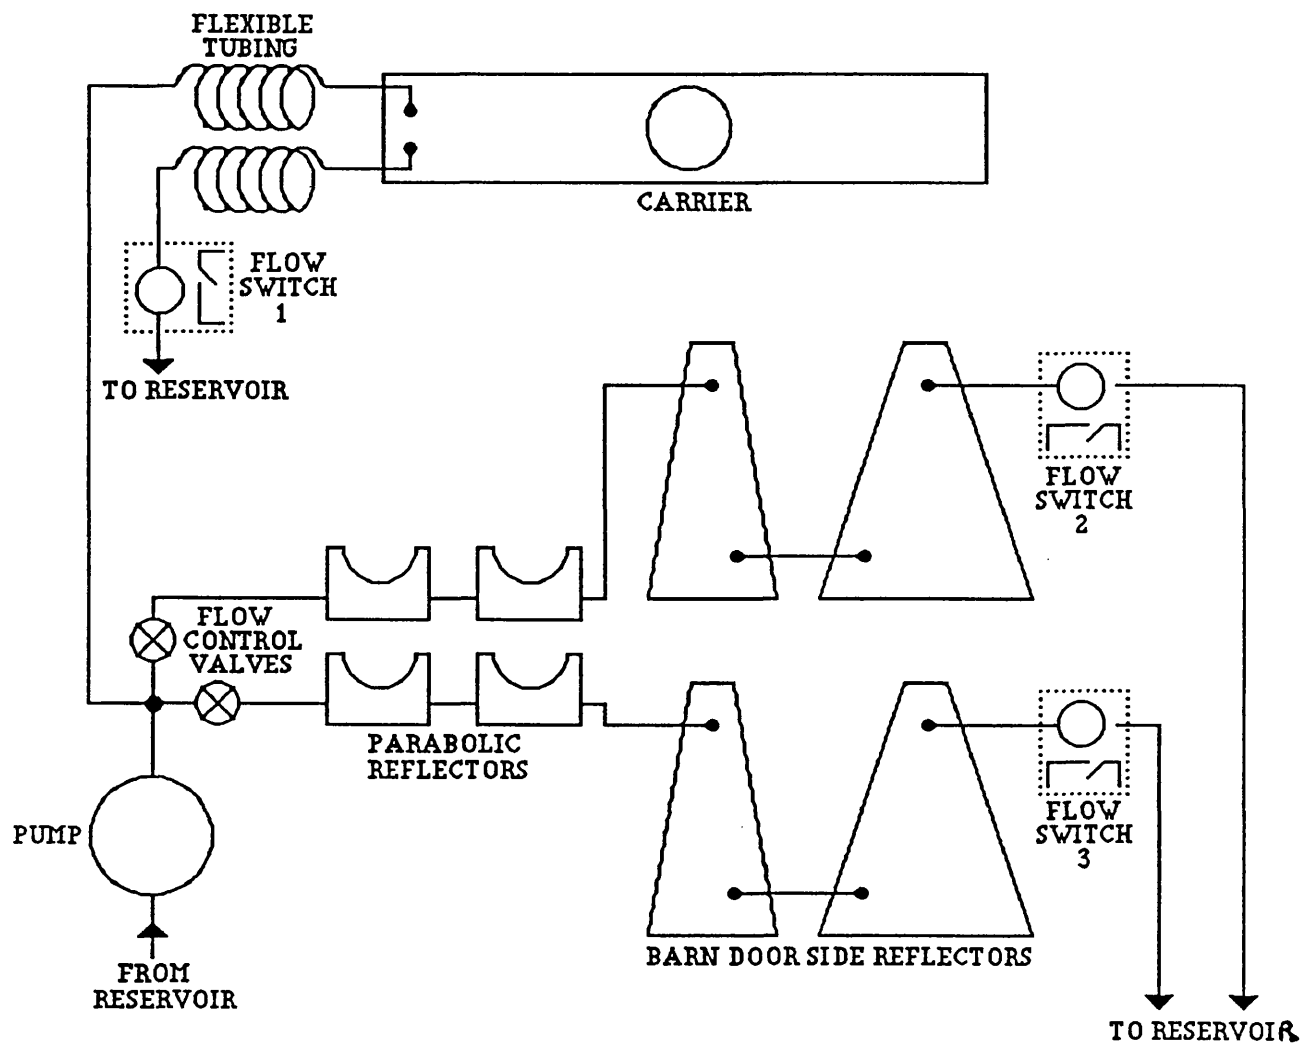 FLEXIBLE
TUBING
CARRIER
FLOW
SWITCH
1
TO RESERVOIR
FLOW
SWITCH
2
FLOW
CONTROL
VALVES
PARABOLIC
REFLECTORS
PUMP
FLOW
SWITCH
3
BARN DOOR SIDE REFLECTORS
FROM
RESERVOIR
TO RESERVOIR